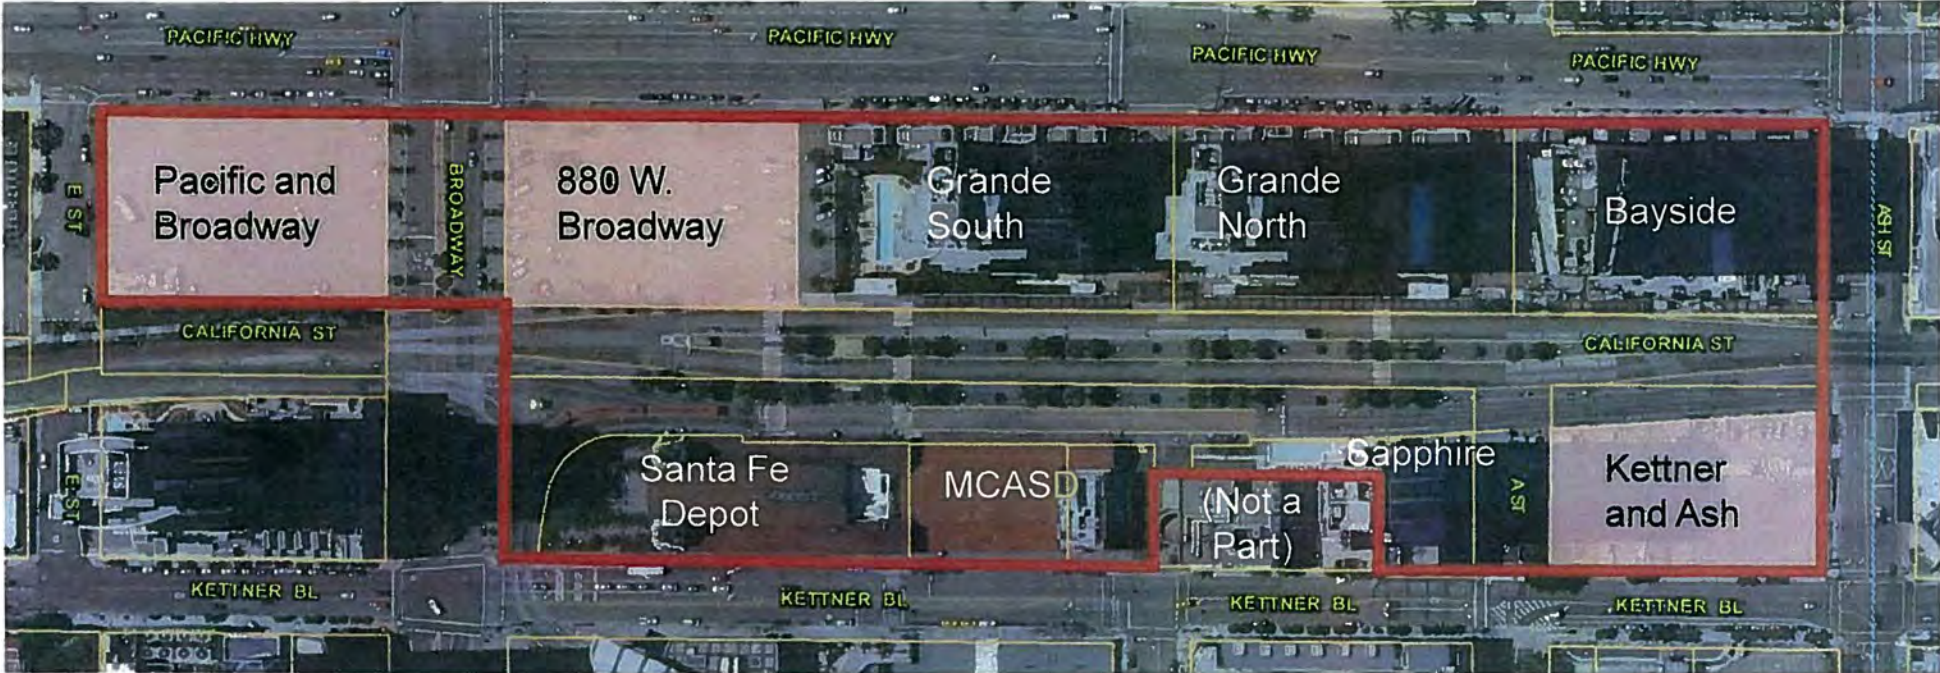 PACIFIC HWY
PACIFIC HWY
PACIFIC HWY
PACIFIC HWY
E ST
Pacific and
Broadway
BROADWAY
880 W.
Broadway
Grande
South
Grande
North
Bayside
ASH ST
CALIFORNIA ST
CALIFORNIA ST
E ST
Santa Fe
Depot
MCASD
(Not a
Part)
Sapphire
A ST
Kettner
and Ash
KETTNER BL
KETTNER BL
KETTNER BL
KETTNER BL